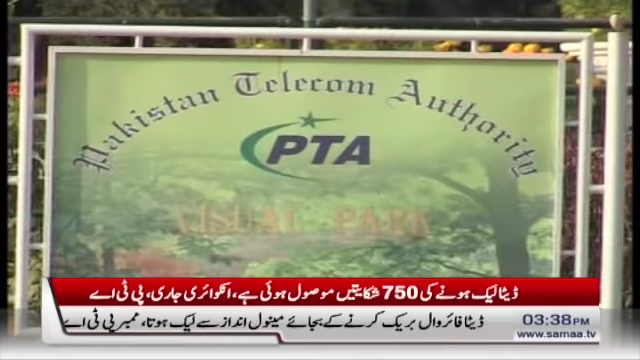 Pakistan Telecom Authority
PTA
VISUAL PARK
ڈیٹا لیک ہونے کی 750 شکایتیں موصول ہوئی ہے، انکوائری جاری، پی ٹی اے
ڈیٹا فائر وال بریک کرنے کے بجائے مینول انداز سے لیک ہوتا، ممبر پی ٹی اے
03:38PM
www.samaa.tv